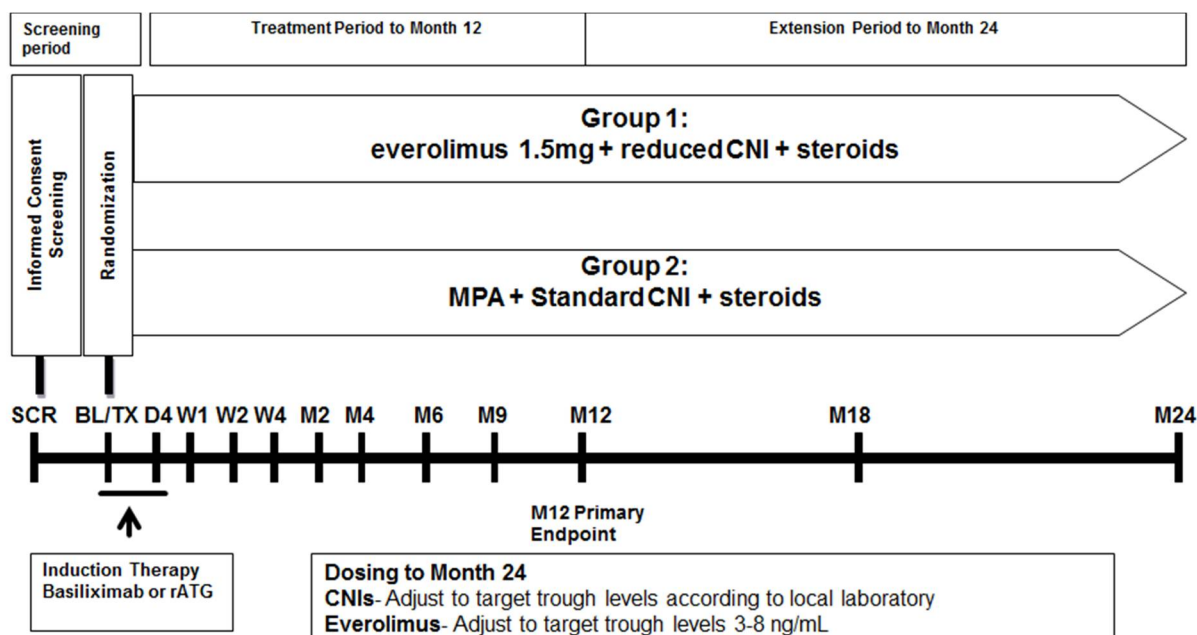 Screening
period
Treatment Period to Month 12
Extension Period to Month 24
Informed Consent
Screening
Randomization
Group 1:
everolimus 1.5mg + reduced CNI + steroids
Group 2:
MPA + Standard CNI + steroids
SCR BL/TX D4 W1 W2 W4 M2 M4 M6 M9 M12 M18 M24
M12 Primary
Endpoint
Induction Therapy
Basiliximab or rATG
Dosing to Month 24
CNIs- Adjust to target trough levels according to local laboratory
Everolimus- Adjust to target trough levels 3-8 ng/mL